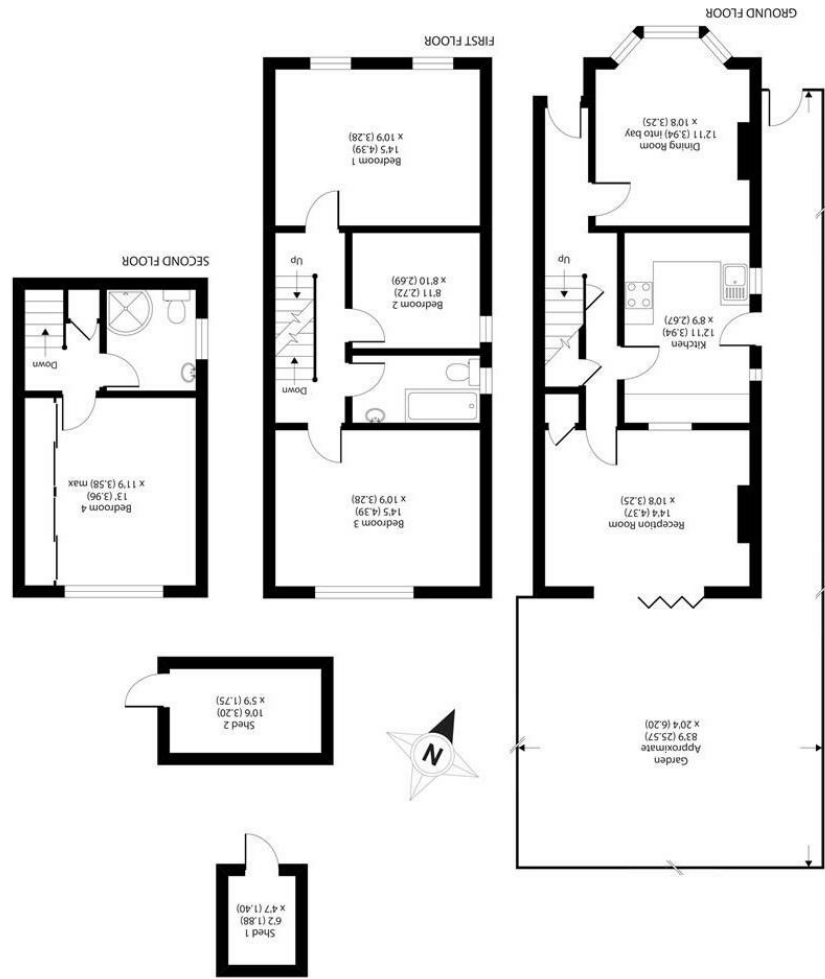 Shed 1
6'2 (1.88)
x 4'7 (1.40)
Garden
Approximate
83'9 (25.57)
x 20'4 (6.20)
N
Shed 2
10'6 (3.20)
x 5'9 (1.75)
Reception Room
14'4 (4.37)
x 10'8 (3.25)
Kitchen
12'11 (3.94)
x 8'9 (2.67)
Up
Dining Room
12'11 (3.94) into bay
x 10'8 (3.25)
GROUND FLOOR
Bedroom 3
14'5 (4.39)
x 10'9 (3.28)
Down
Bedroom 2
8'11 (2.72)
x 8'10 (2.69)
Up
Bedroom 1
14'5 (4.39)
x 10'9 (3.28)
FIRST FLOOR
Bedroom 4
13' (3.96)
x 11'9 (3.58) max
Down
SECOND FLOOR